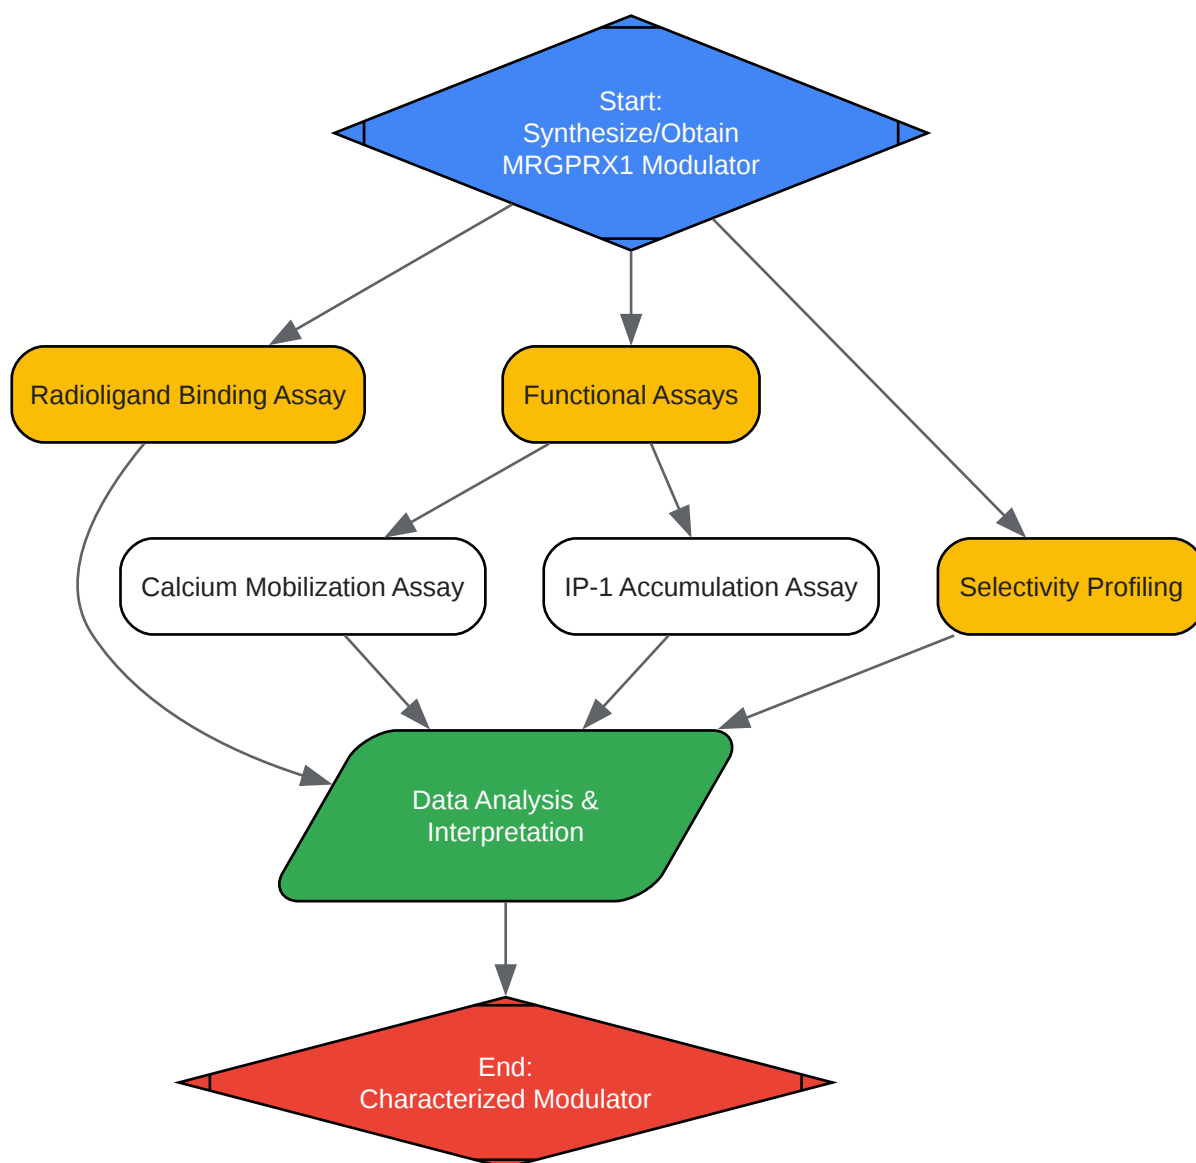 Start:
Synthesize/Obtain
MRGPRX1 Modulator
Radioligand Binding Assay
Functional Assays
Calcium Mobilization Assay
IP-1 Accumulation Assay
Selectivity Profiling
Data Analysis &
Interpretation
End:
Characterized Modulator